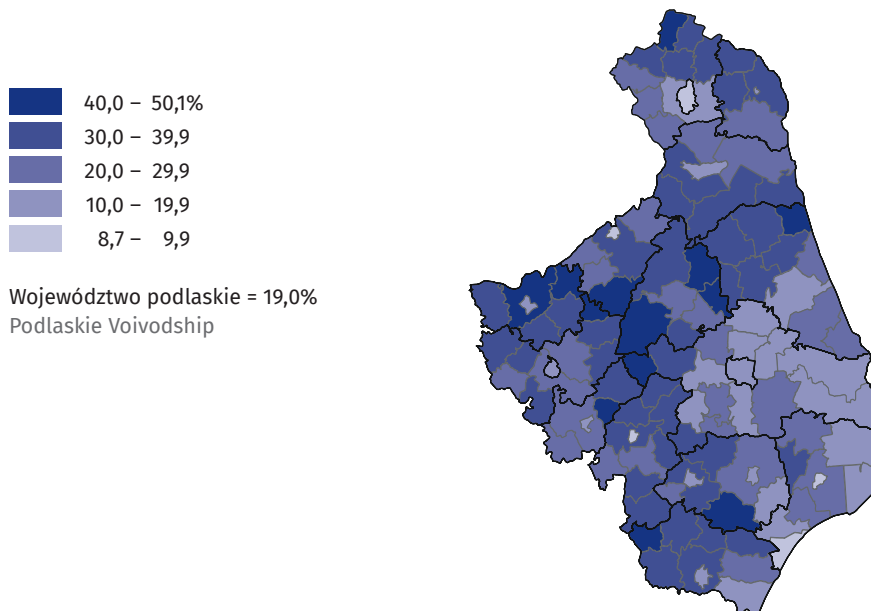 40,0 – 50,1%
30,0 – 39,9
20,0 – 29,9
10,0 – 19,9
8,7 – 9,9
Województwo podlaskie = 19,0%
Podlaskie Voivodship